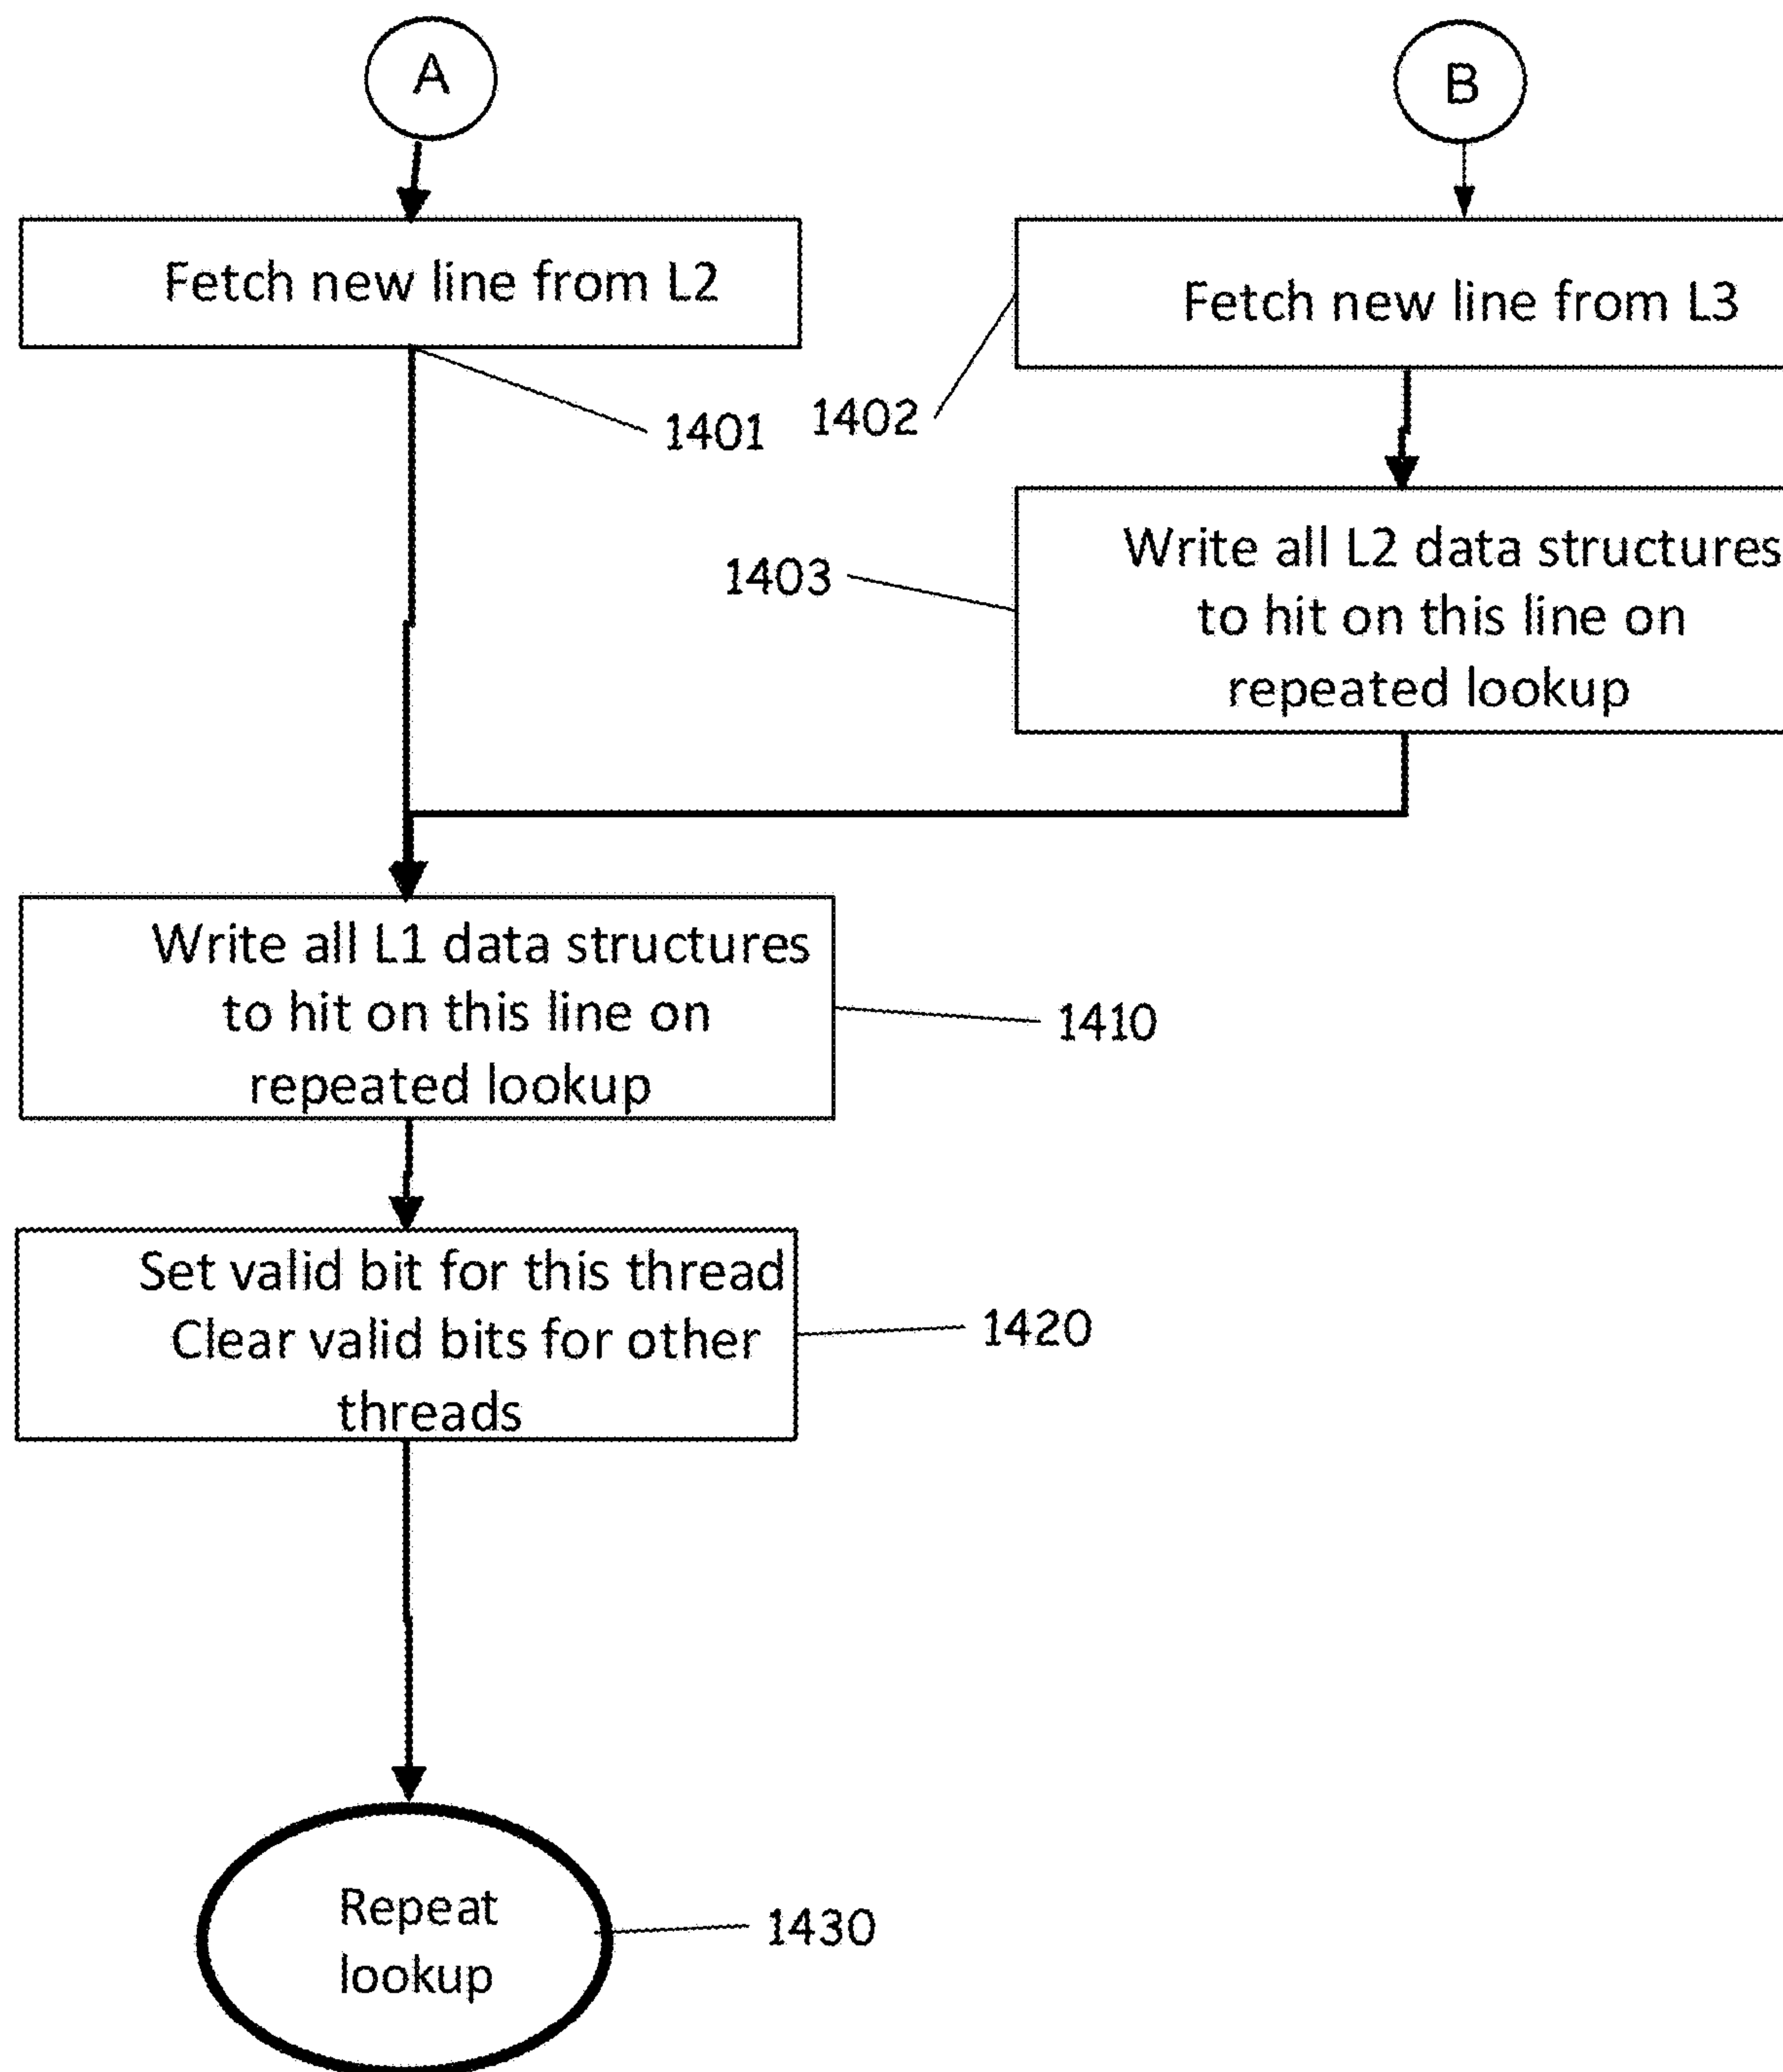 A
B
Fetch new line from L2
Fetch new line from L3
1401
1402
Write all L2 data structures
to hit on this line on
repeated lookup
1403
Write all L1 data structures
to hit on this line on
repeated lookup
1410
Set valid bit for this thread
Clear valid bits for other
threads
1420
Repeat
lookup
1430